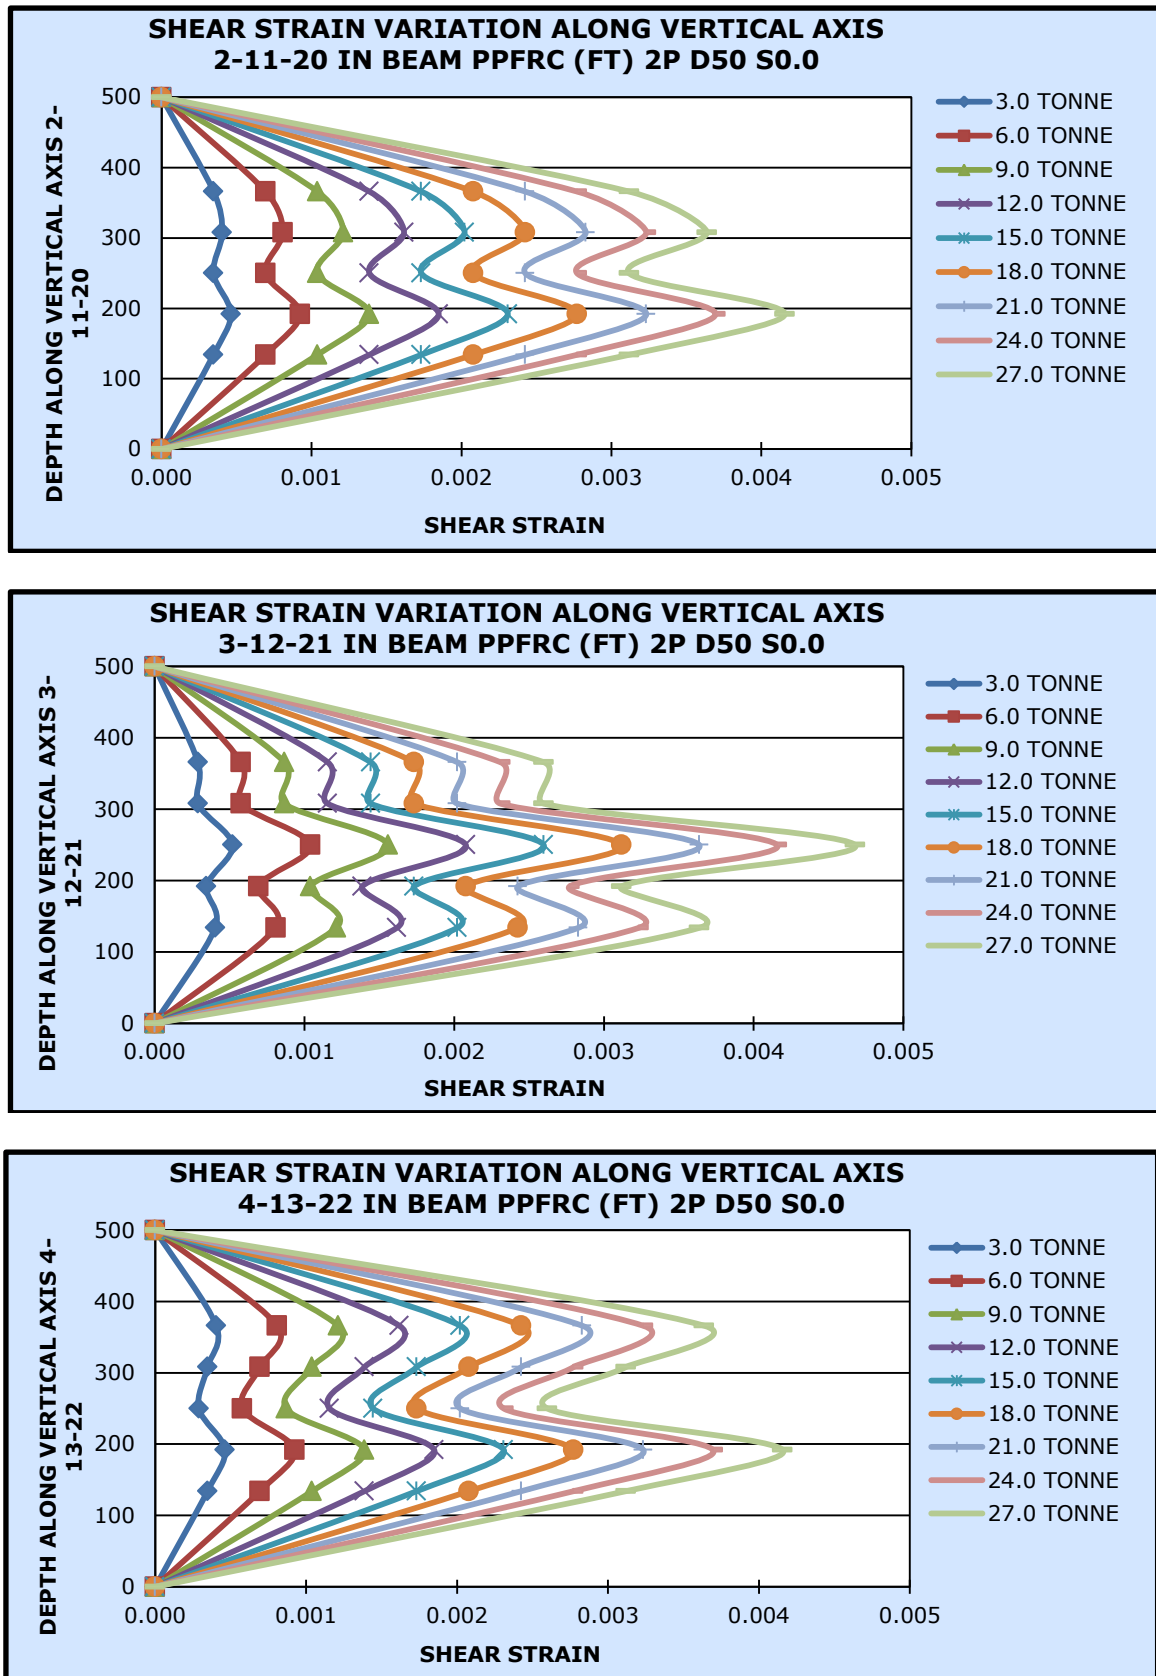 SHEAR STRAIN VARIATION ALONG VERTICAL AXIS
2-11-20 IN BEAM PPFRC (FT) 2P D50 S0.0
DEPTH ALONG VERTICAL AXIS 2-
11-20
500
400
300
200
100
0
0.000 0.001 0.002 0.003 0.004 0.005
SHEAR STRAIN
3.0 TONNE
6.0 TONNE
9.0 TONNE
12.0 TONNE
15.0 TONNE
18.0 TONNE
21.0 TONNE
24.0 TONNE
27.0 TONNE
SHEAR STRAIN VARIATION ALONG VERTICAL AXIS
3-12-21 IN BEAM PPFRC (FT) 2P D50 S0.0
DEPTH ALONG VERTICAL AXIS 3-
12-21
500
400
300
200
100
0
0.000 0.001 0.002 0.003 0.004 0.005
SHEAR STRAIN
3.0 TONNE
6.0 TONNE
9.0 TONNE
12.0 TONNE
15.0 TONNE
18.0 TONNE
21.0 TONNE
24.0 TONNE
27.0 TONNE
SHEAR STRAIN VARIATION ALONG VERTICAL AXIS
4-13-22 IN BEAM PPFRC (FT) 2P D50 S0.0
DEPTH ALONG VERTICAL AXIS 4-
13-22
500
400
300
200
100
0
0.000 0.001 0.002 0.003 0.004 0.005
SHEAR STRAIN
3.0 TONNE
6.0 TONNE
9.0 TONNE
12.0 TONNE
15.0 TONNE
18.0 TONNE
21.0 TONNE
24.0 TONNE
27.0 TONNE